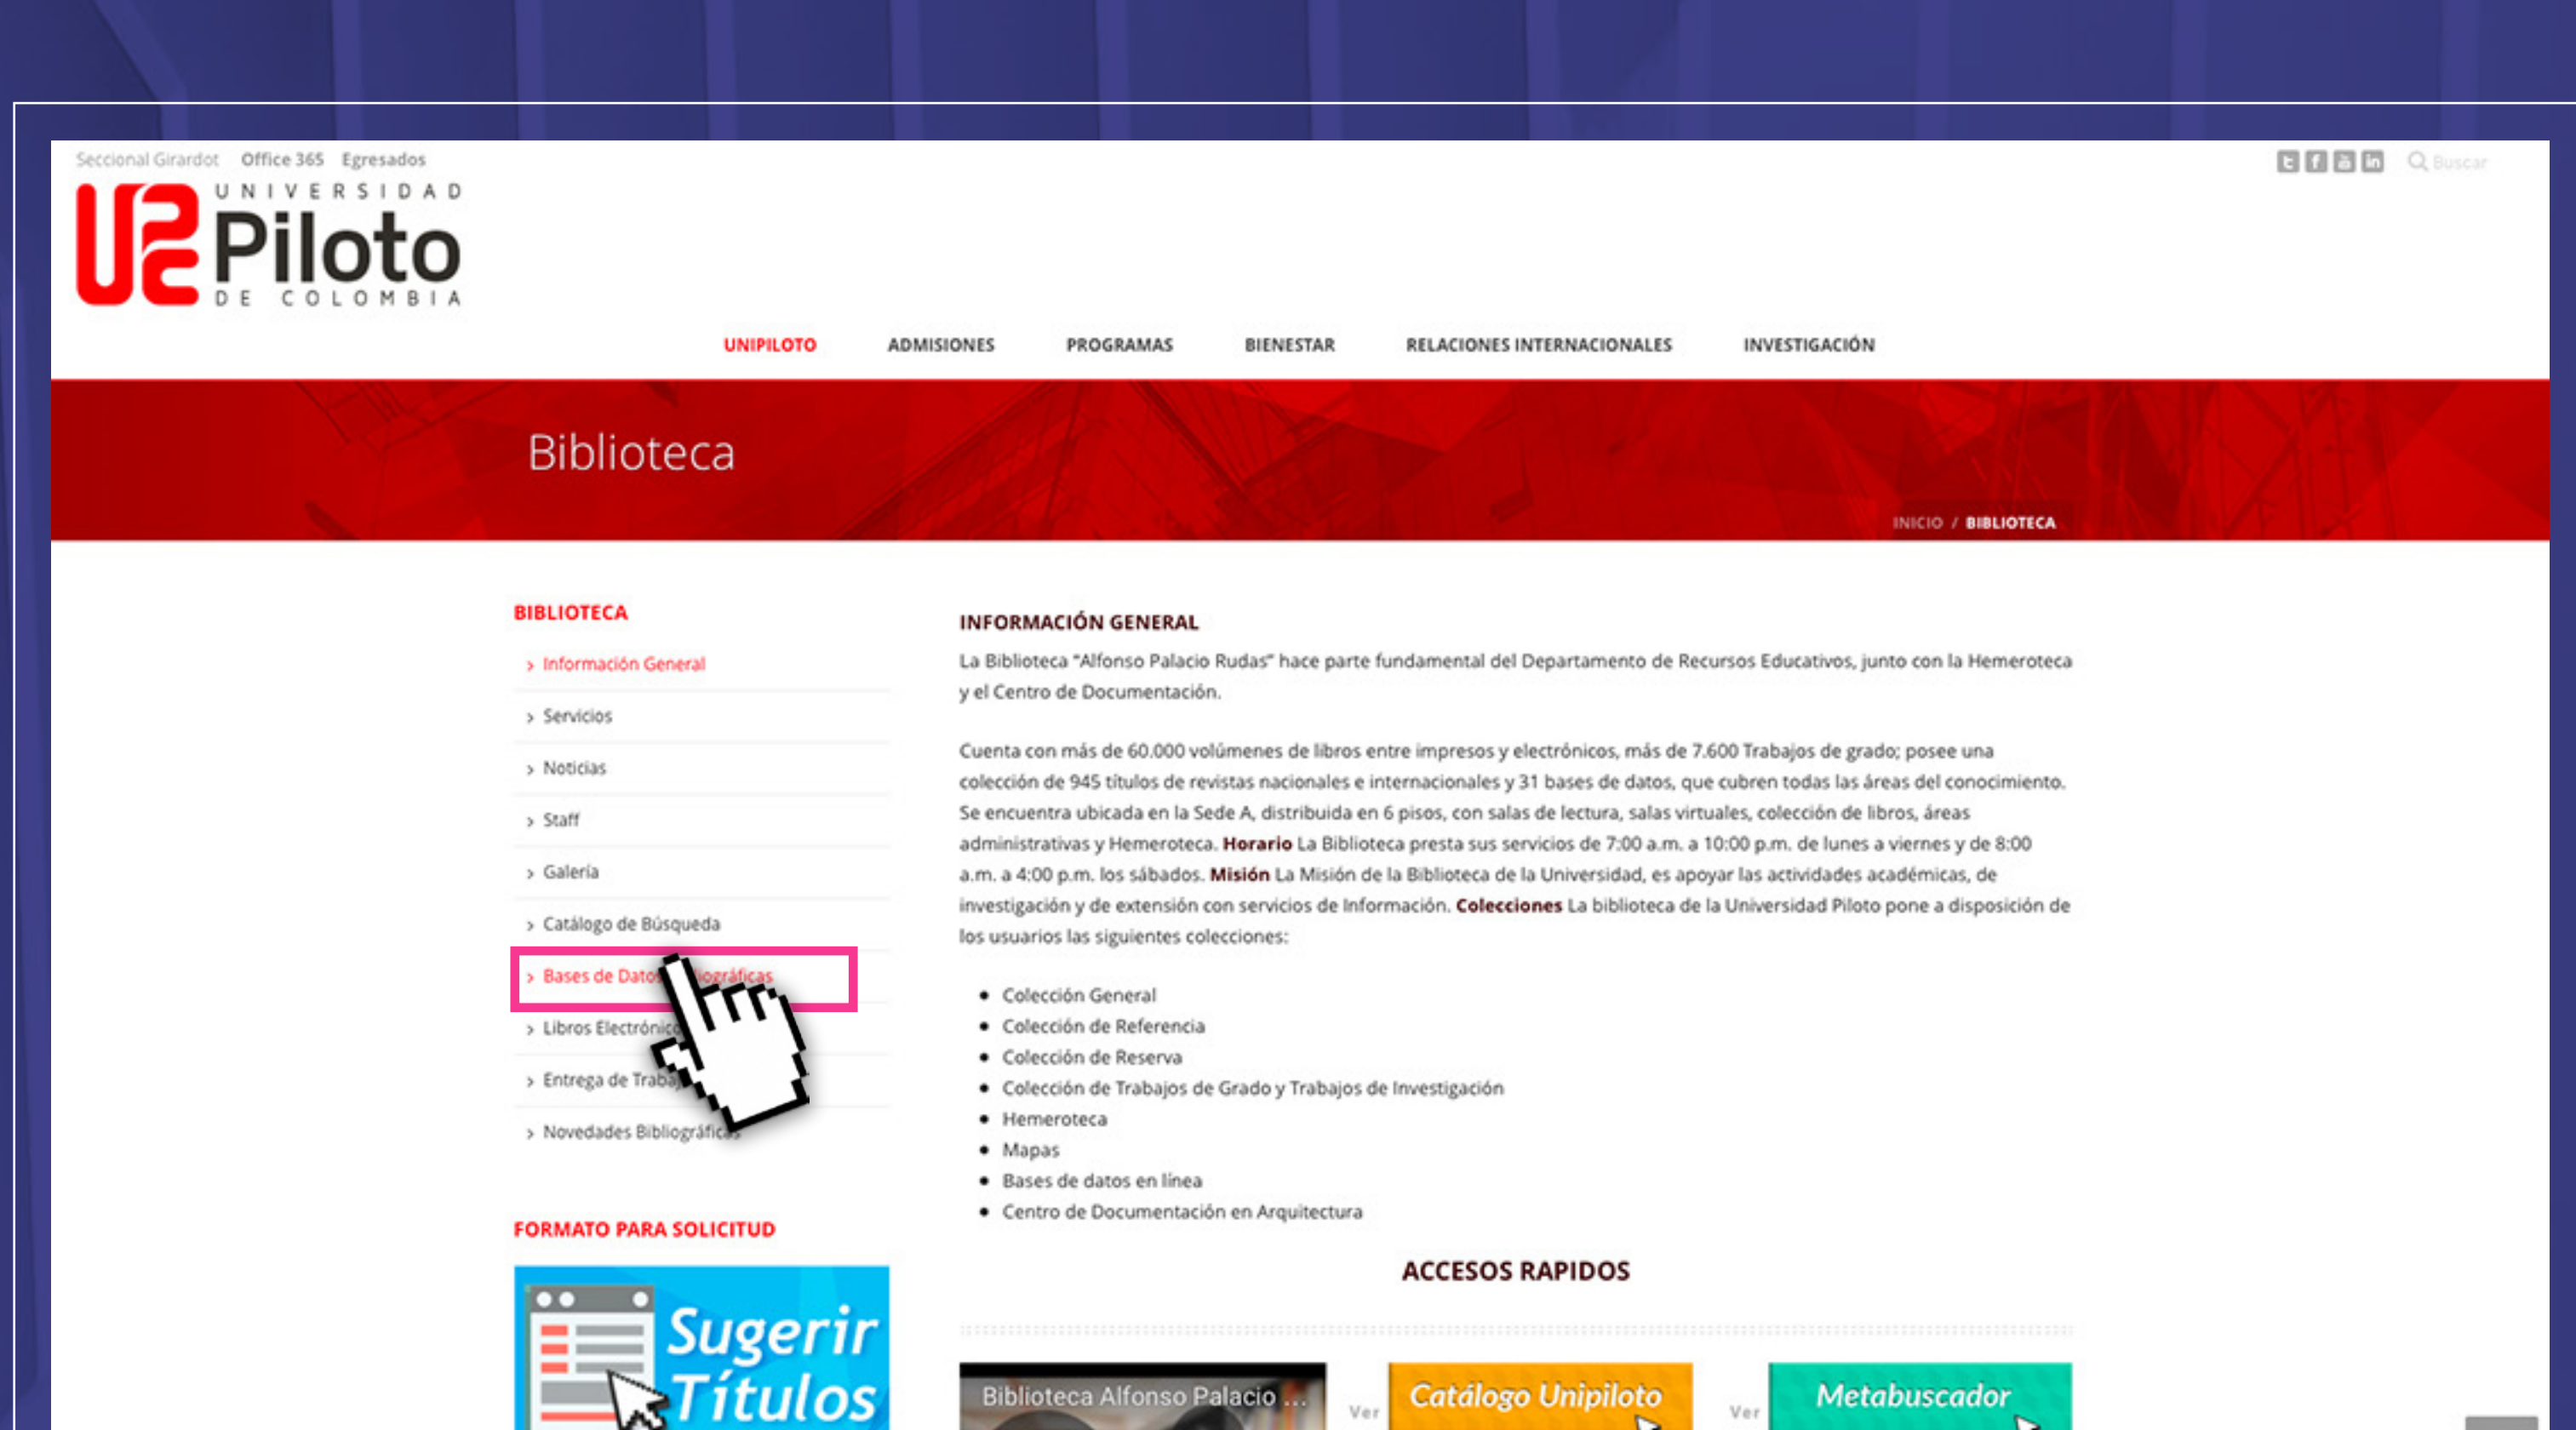 Seccional Girardot Office 365 Egresados
Buscar
UNIVERSIDAD
Piloto
DE COLOMBIA
UNIPILOTO ADMISIONES PROGRAMAS BIENESTAR RELACIONES INTERNACIONALES INVESTIGACIÓN
Biblioteca
INICIO / BIBLIOTECA
BIBLIOTECA
> Información General
> Servicios
> Noticias
> Staff
> Galería
> Catálogo de Búsqueda
> Bases de Datos
> Libros
> Entrega de
> Novedades
FORMATO PARA SOLICITUD
Sugerir
Títulos
INFORMACIÓN GENERAL
La Biblioteca "Alfonso Palacio Rudas" hace parte fundamental del Departamento de Recursos Educativos, junto con la Hemeroteca
y el Centro de Documentación.
Cuenta con más de 60.000 volúmenes de libros entre impresos y electrónicos, más de 7.600 Trabajos de grado; posee una
colección de 945 títulos de revistas nacionales e internacionales y 31 bases de datos, que cubren todas las áreas del conocimiento.
Se encuentra ubicada en la Sede A, distribuida en 6 pisos, con salas de lectura, salas virtuales, colección de libros, áreas
administrativas y Hemeroteca. Horario La Biblioteca presta sus servicios de 7:00 a.m. a 10:00 p.m. de lunes a viernes y de 8:00
a.m. a 4:00 p.m. los sábados. Misión La Misión de la Biblioteca de la Universidad, es apoyar las actividades académicas, de
investigación y de extensión con servicios de Información. Colecciones La biblioteca de la Universidad Piloto pone a disposición de
los usuarios las siguientes colecciones:
• Colección General
• Colección de Referencia
• Colección de Reserva
• Colección de Trabajos de Grado y Trabajos de Investigación
• Hemeroteca
• Mapas
• Bases de datos en línea
• Centro de Documentación en Arquitectura
ACCESOS RAPIDOS
Biblioteca Alfonso Palacio ...
Ver
Catálogo Unipiloto
Ver
Metabuscador